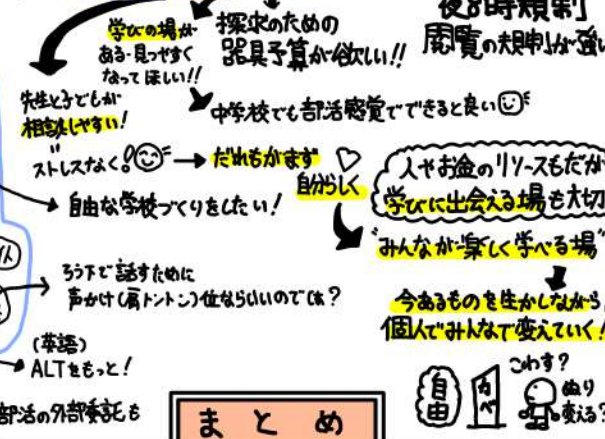 学びの場が
ある・見つけやすく
なってほしい!!
探求のための
器具予算が欲しい!!
夜8時規制
閲覧の規制が強い
先生と子どもが
相談しやすい!
中学校でも部活感覚でできると良い
ストレスなく!
だれもがまず
自分らしく
人やお金のリソースもだが
学びに出会える場も大切
自由な学校づくりをしたい!
"みんなが楽しく学べる場"
ろう下で話すために
声かけ(肩トントン)位ならいいのでは?
今あるものを生かしながら
個人でみんなで変えていく!
(英語)
ALTをもっと!
こわす?
自由
カベ
ぬり
変える?
部活の外部委託も
まとめ